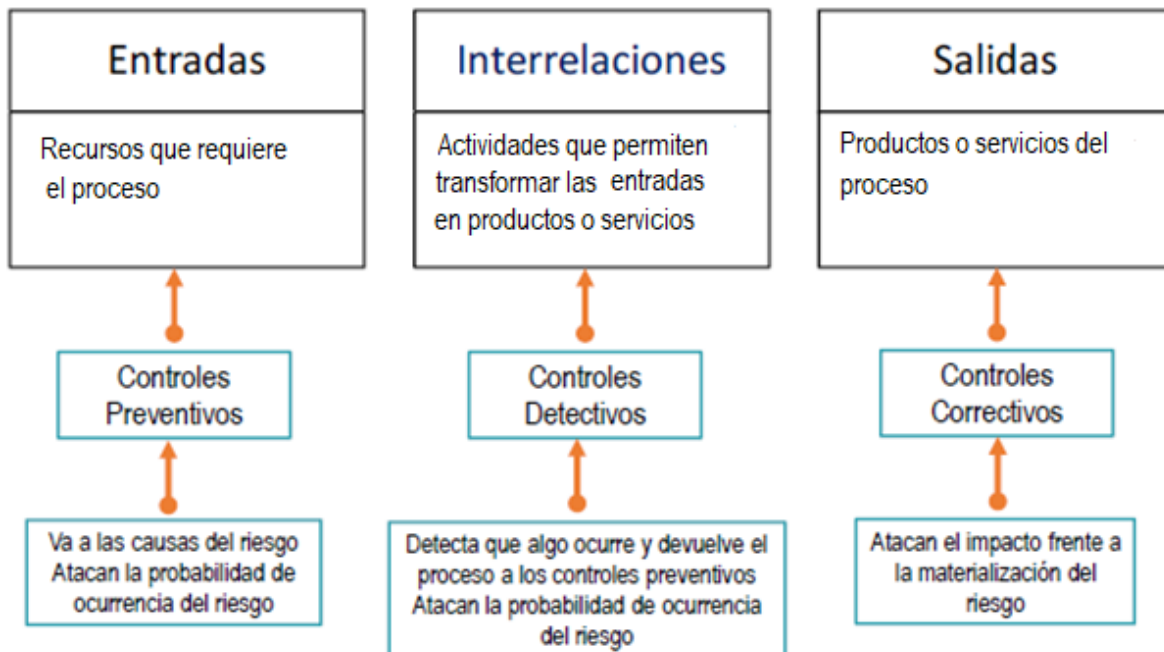 Entradas
Recursos que requiere
el proceso
Controles
Preventivos
Va a las causas del riesgo
Atacan la probabilidad de
ocurrencia del riesgo
Interrelaciones
Actividades que permiten
transformar las entradas
en productos o servicios
Controles
Detectivos
Detecta que algo ocurre y devuelve el
proceso a los controles preventivos
Atacan la probabilidad de ocurrencia
del riesgo
Salidas
Productos o servicios del
proceso
Controles
Correctivos
Atacan el impacto frente a
la materialización del
riesgo